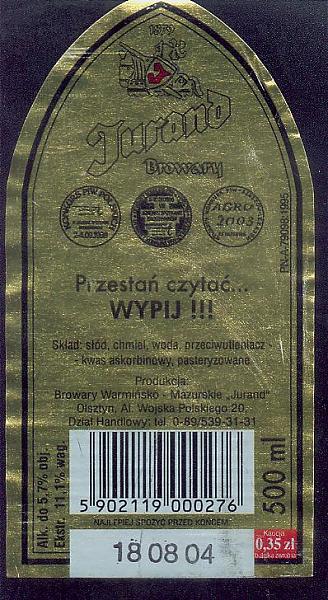 1879
Jurand
Browary
AGRO
2003
PN-A-79098:1995
Przestań czytać...
WYPIJ !!!
Skład: słód, chmiel, woda, przeciwutleniacz -
- kwas askorbinowy, pasteryzowane
Produkcja:
Browary Warmińsko - Mazurskie „Jurand"
Olsztyn, Al. Wojska Polskiego 20,
Dział Handlowy: tel. 0-89/539-31-31
Alk. do 5,7% obj.
Ekstr. 11,1% wag.
5 902119 000276
500 ml
NAJLEPIEJ SPOŻYĆ PRZED KOŃCEM
18 08 04
Kaucja
0,35 zł
butelka zwrotna